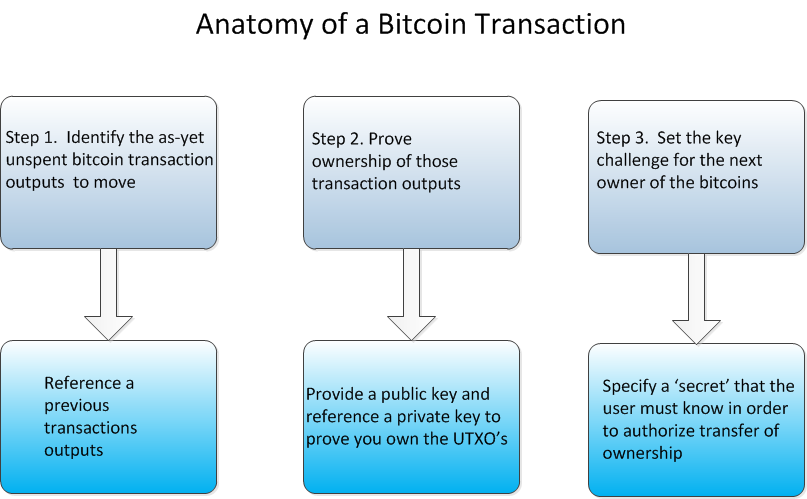 Anatomy of a Bitcoin Transaction
Step 1.  Identify the as-yet
unspent bitcoin transaction
outputs  to move
Step 2. Prove
ownership of those
transaction outputs
Step 3.  Set the key
challenge for the next
owner of the bitcoins
Reference a
previous
transactions
outputs
Provide a public key and
reference a private key to
prove you own the UTXO’s
Specify a ‘secret’ that the
user must know in order
to authorize transfer of
ownership